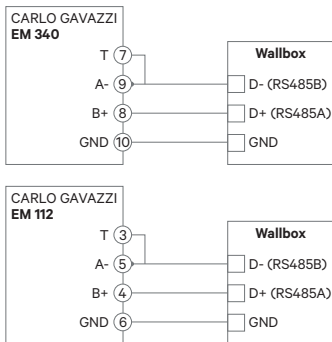 CARLO GAVAZZI
EM 340
T 7
A- 9
B+ 8
GND 10
Wallbox
D- (RS485B)
D+ (RS485A)
GND
CARLO GAVAZZI
EM 112
T 3
A- 5
B+ 4
GND 6
Wallbox
D- (RS485B)
D+ (RS485A)
GND